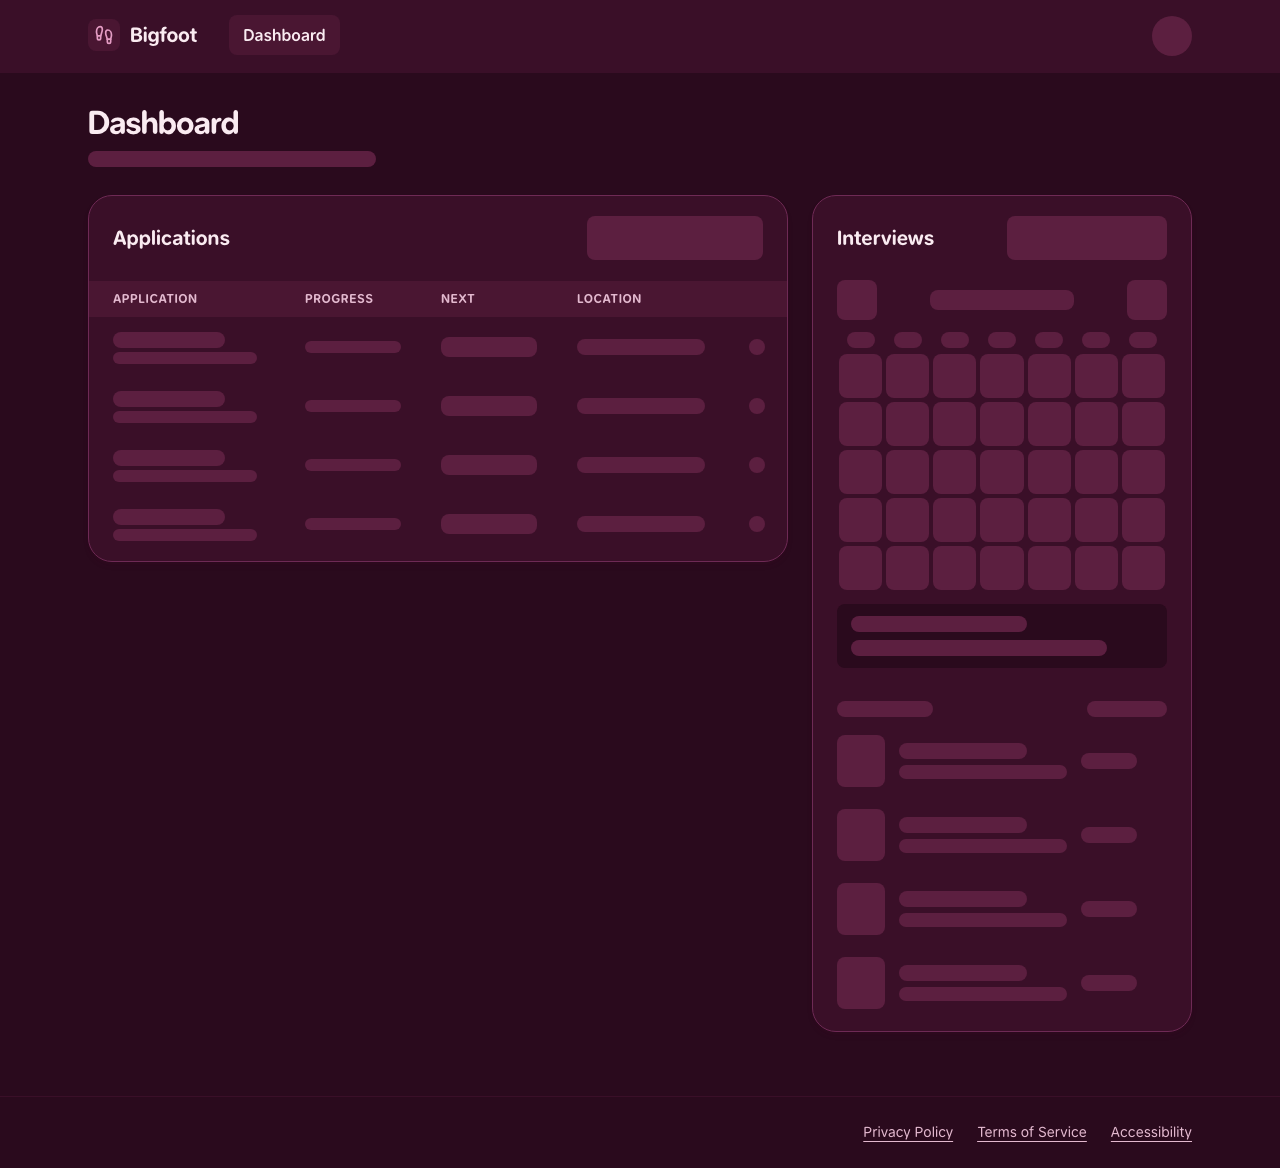 Bigfoot
Dashboard
Dashboard
Applications
APPLICATION PROGRESS NEXT LOCATION
Interviews
Privacy Policy Terms of Service Accessibility